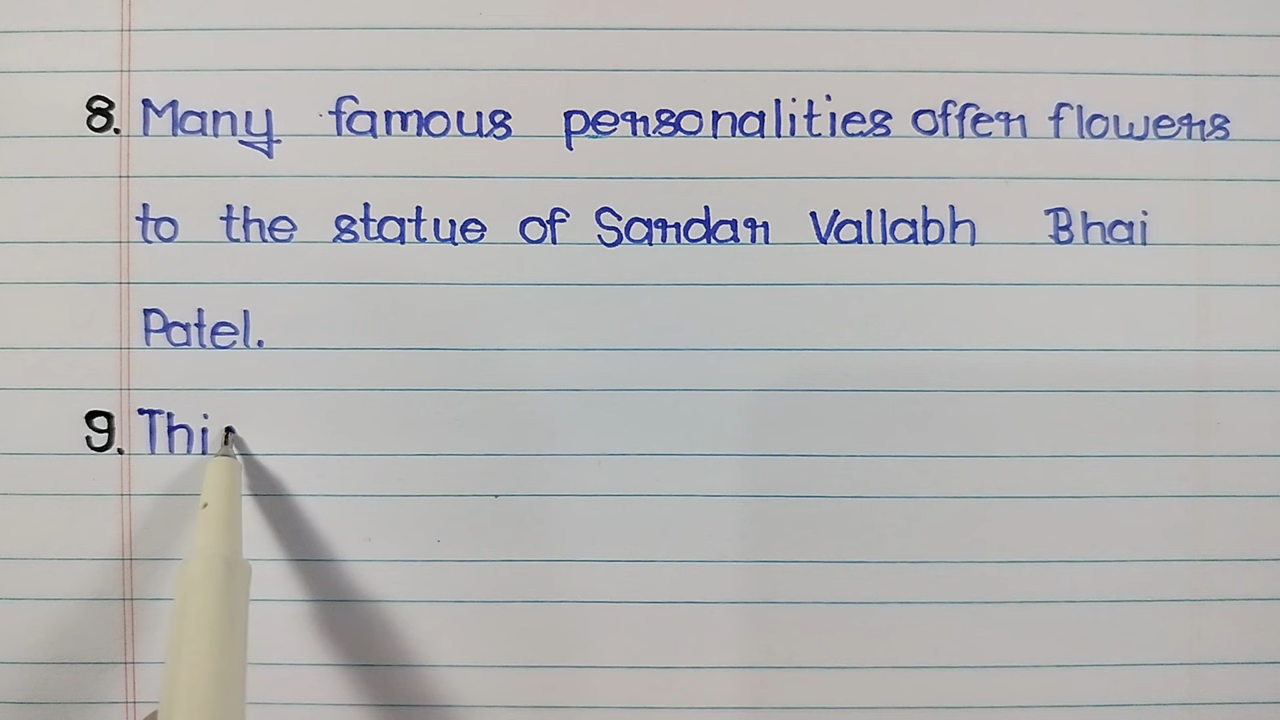 8. Many famous personalities offer flowers
to the statue of Sardar Vallabh Bhai
Patel.
9. Thi